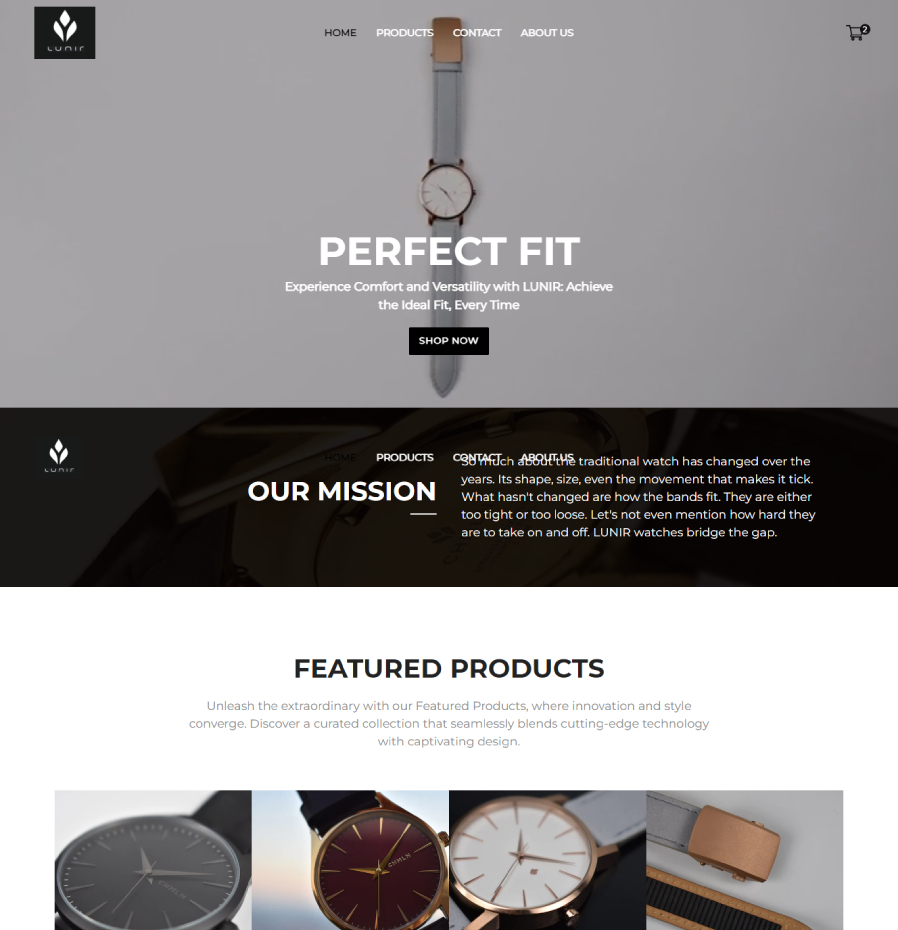 LUNIR
HOME PRODUCTS CONTACT ABOUT US
2
PERFECT FIT
Experience Comfort and Versatility with LUNIR: Achieve
the Ideal Fit, Every Time
SHOP NOW
LUNIR
HOME PRODUCTS CONTACT ABOUT US
OUR MISSION
So much about the traditional watch has changed over the
years. Its shape, size, even the movement that makes it tick.
What hasn't changed are how the bands fit. They are either
too tight or too loose. Let's not even mention how hard they
are to take on and off. LUNIR watches bridge the gap.
FEATURED PRODUCTS
Unleash the extraordinary with our Featured Products, where innovation and style
converge. Discover a curated collection that seamlessly blends cutting-edge technology
with captivating design.